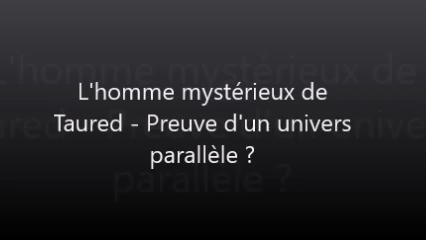 L'homme mystérieux de
Taured - Preuve d'un univers
parallèle ?